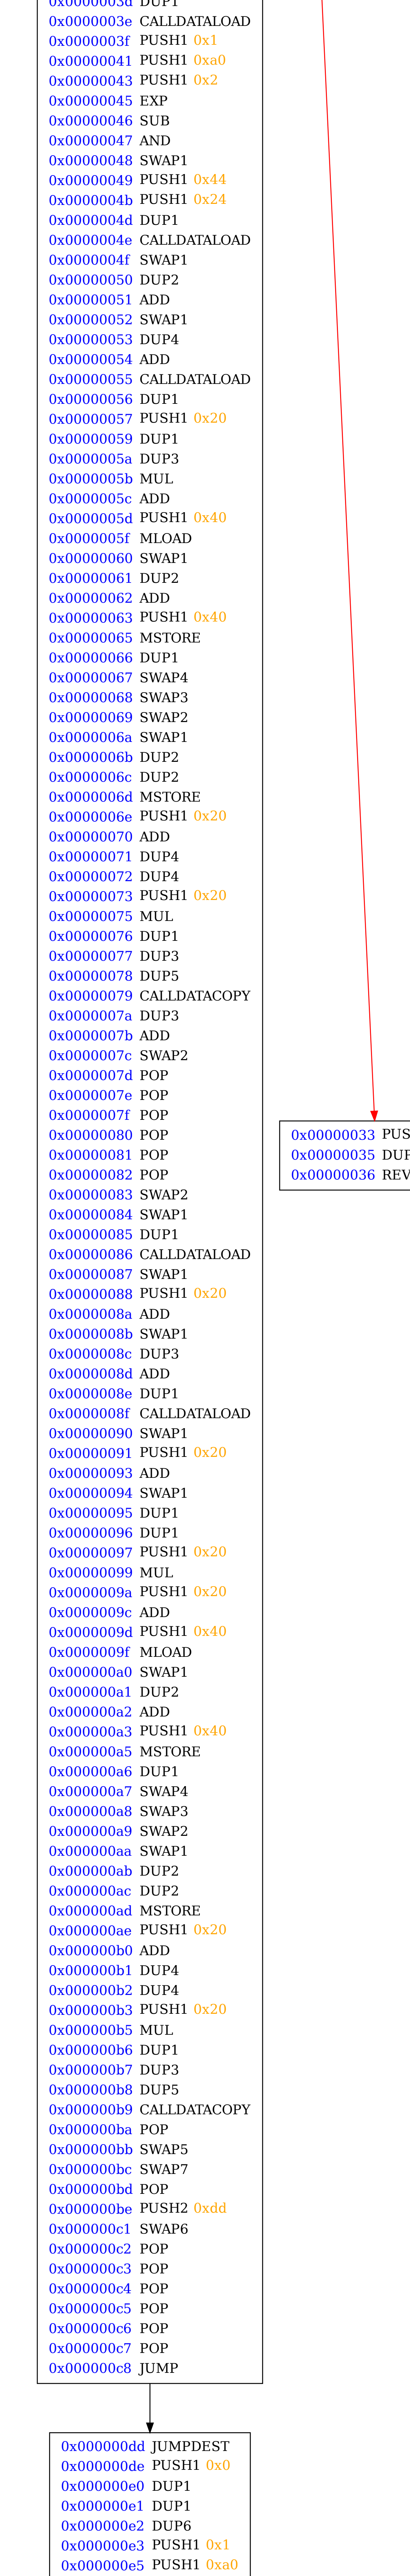 0x0000003d DUP1
0x0000003e CALLDATALOAD
0x0000003f PUSH1 0x1
0x00000041 PUSH1 0xa0
0x00000043 PUSH1 0x2
0x00000045 EXP
0x00000046 SUB
0x00000047 AND
0x00000048 SWAP1
0x00000049 PUSH1 0x44
0x0000004b PUSH1 0x24
0x0000004d DUP1
0x0000004e CALLDATALOAD
0x0000004f SWAP1
0x00000050 DUP2
0x00000051 ADD
0x00000052 SWAP1
0x00000053 DUP4
0x00000054 ADD
0x00000055 CALLDATALOAD
0x00000056 DUP1
0x00000057 PUSH1 0x20
0x00000059 DUP1
0x0000005a DUP3
0x0000005b MUL
0x0000005c ADD
0x0000005d PUSH1 0x40
0x0000005f MLOAD
0x00000060 SWAP1
0x00000061 DUP2
0x00000062 ADD
0x00000063 PUSH1 0x40
0x00000065 MSTORE
0x00000066 DUP1
0x00000067 SWAP4
0x00000068 SWAP3
0x00000069 SWAP2
0x0000006a SWAP1
0x0000006b DUP2
0x0000006c DUP2
0x0000006d MSTORE
0x0000006e PUSH1 0x20
0x00000070 ADD
0x00000071 DUP4
0x00000072 DUP4
0x00000073 PUSH1 0x20
0x00000075 MUL
0x00000076 DUP1
0x00000077 DUP3
0x00000078 DUP5
0x00000079 CALLDATACOPY
0x0000007a DUP3
0x0000007b ADD
0x0000007c SWAP2
0x0000007d POP
0x0000007e POP
0x0000007f POP
0x00000080 POP
0x00000081 POP
0x00000082 POP
0x00000083 SWAP2
0x00000084 SWAP1
0x00000085 DUP1
0x00000086 CALLDATALOAD
0x00000087 SWAP1
0x00000088 PUSH1 0x20
0x0000008a ADD
0x0000008b SWAP1
0x0000008c DUP3
0x0000008d ADD
0x0000008e DUP1
0x0000008f CALLDATALOAD
0x00000090 SWAP1
0x00000091 PUSH1 0x20
0x00000093 ADD
0x00000094 SWAP1
0x00000095 DUP1
0x00000096 DUP1
0x00000097 PUSH1 0x20
0x00000099 MUL
0x0000009a PUSH1 0x20
0x0000009c ADD
0x0000009d PUSH1 0x40
0x0000009f MLOAD
0x000000a0 SWAP1
0x000000a1 DUP2
0x000000a2 ADD
0x000000a3 PUSH1 0x40
0x000000a5 MSTORE
0x000000a6 DUP1
0x000000a7 SWAP4
0x000000a8 SWAP3
0x000000a9 SWAP2
0x000000aa SWAP1
0x000000ab DUP2
0x000000ac DUP2
0x000000ad MSTORE
0x000000ae PUSH1 0x20
0x000000b0 ADD
0x000000b1 DUP4
0x000000b2 DUP4
0x000000b3 PUSH1 0x20
0x000000b5 MUL
0x000000b6 DUP1
0x000000b7 DUP3
0x000000b8 DUP5
0x000000b9 CALLDATACOPY
0x000000ba POP
0x000000bb SWAP5
0x000000bc SWAP7
0x000000bd POP
0x000000be PUSH2 0xdd
0x000000c1 SWAP6
0x000000c2 POP
0x000000c3 POP
0x000000c4 POP
0x000000c5 POP
0x000000c6 POP
0x000000c7 POP
0x000000c8 JUMP
0x00000033 PUS
0x00000035 DUP
0x00000036 REV
0x000000dd JUMPDEST
0x000000de PUSH1 0x0
0x000000e0 DUP1
0x000000e1 DUP1
0x000000e2 DUP6
0x000000e3 PUSH1 0x1
0x000000e5 PUSH1 0xa0